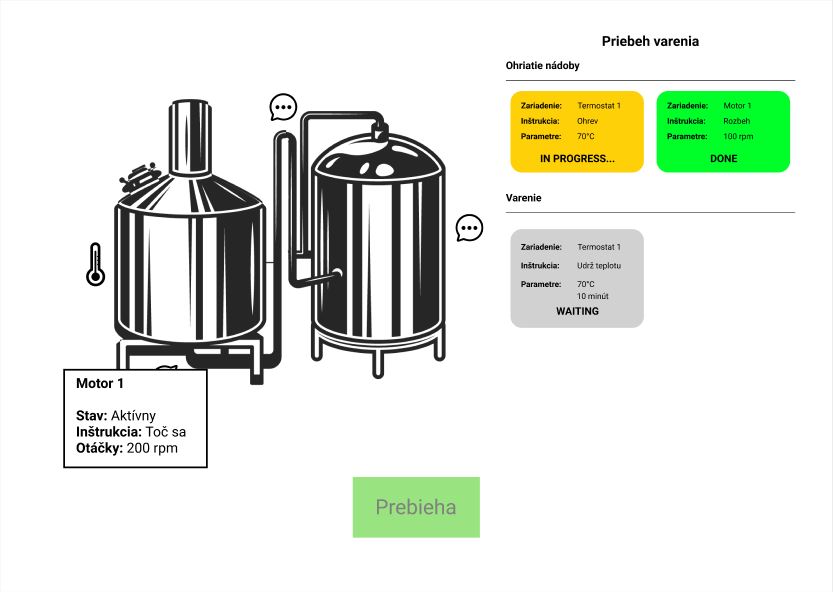 Priebeh varenia
Ohriatie nádoby
Zariadenie: Termostat 1
Inštrukcia: Ohrev
Parametre: 70°C
IN PROGRESS...
Zariadenie: Motor 1
Inštrukcia: Rozbeh
Parametre: 100 rpm
DONE
Varenie
Zariadenie: Termostat 1
Inštrukcia: Udrž teplotu
Parametre: 70°C
10 minút
WAITING
Motor 1
Stav: Aktívny
Inštrukcia: Toč sa
Otáčky: 200 rpm
Prebieha